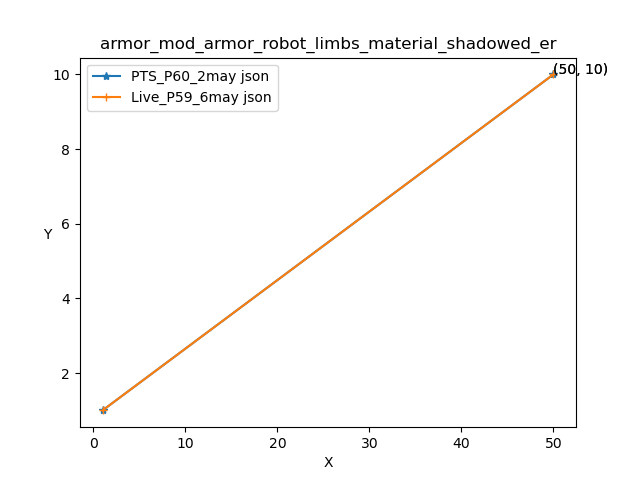 armor_mod_armor_robot_limbs_material_shadowed_er
PTS_P60_2may json
Live_P59_6may json
(50, 10)
10
8
6
4
2
Y
0 10 20 30 40 50
X